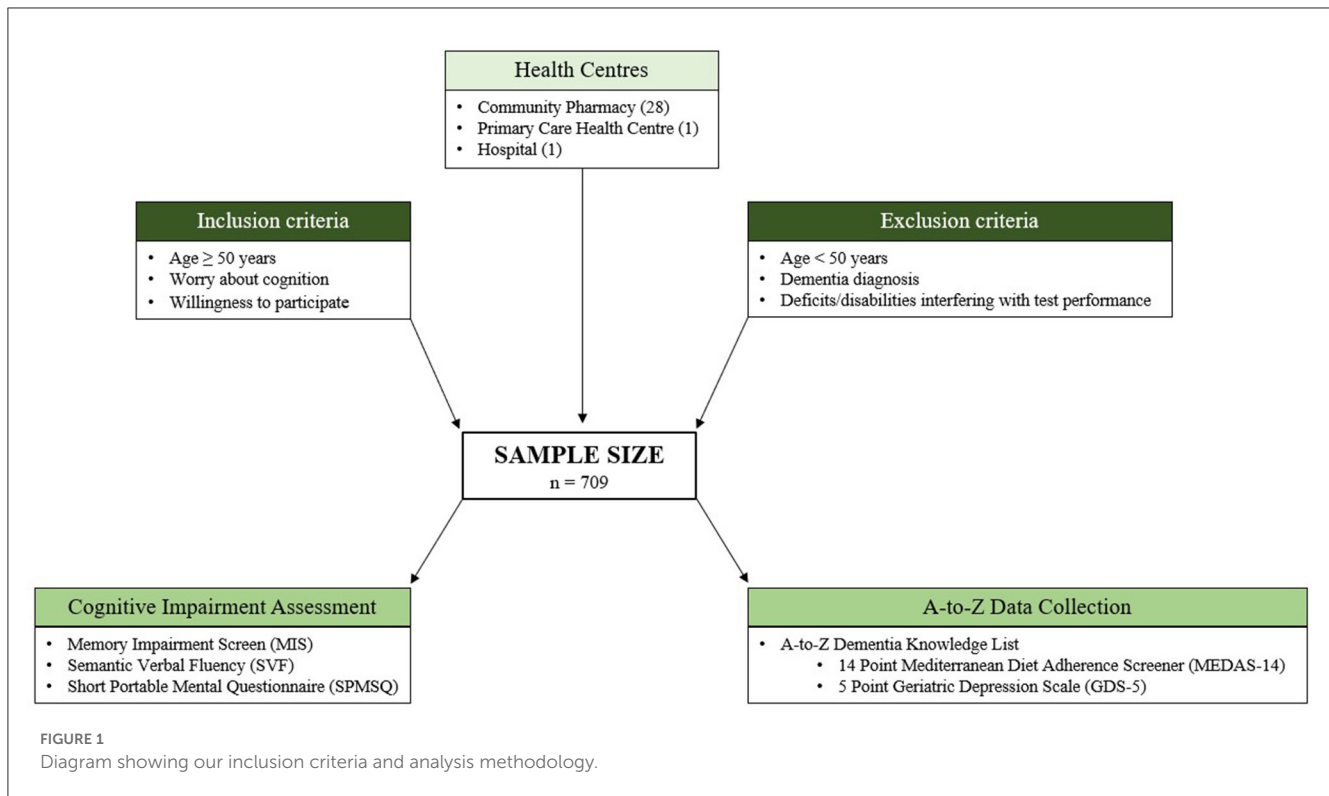 Health Centres
• Community Pharmacy (28)
• Primary Care Health Centre (1)
• Hospital (1)
Inclusion criteria
• Age ≥ 50 years
• Worry about cognition
• Willingness to participate
Exclusion criteria
• Age < 50 years
• Dementia diagnosis
• Deficits/disabilities interfering with test performance
SAMPLE SIZE
n = 709
Cognitive Impairment Assessment
• Memory Impairment Screen (MIS)
• Semantic Verbal Fluency (SVF)
• Short Portable Mental Questionnaire (SPMSQ)
A-to-Z Data Collection
• A-to-Z Dementia Knowledge List
• 14 Point Mediterranean Diet Adherence Screener (MEDAS-14)
• 5 Point Geriatric Depression Scale (GDS-5)
FIGURE 1
Diagram showing our inclusion criteria and analysis methodology.